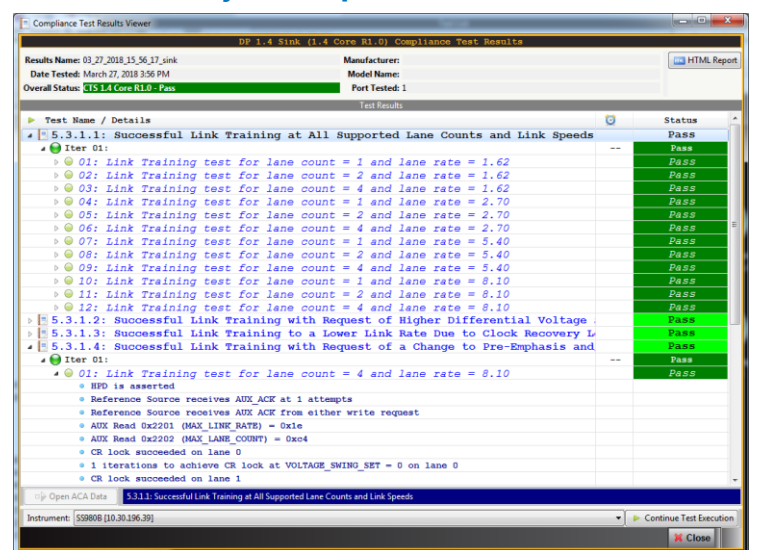 Compliance Test Results Viewer
DP 1.4 Sink (1.4 Core R1.0) Compliance Test Results
Results Name: 03_27_2018_15_56_17_sink
Manufacturer:
HTML Report
Date Tested: March 27, 2018 3:56 PM
Model Name:
Overall Status: CTS 1.4 Core R1.0 - Pass
Port Tested: 1
Test Results
Test Name / Details Status
5.3.1.1: Successful Link Training at All Supported Lane Counts and Link Speeds Pass
Iter 01: -- Pass
01: Link Training test for lane count = 1 and lane rate = 1.62 Pass
02: Link Training test for lane count = 2 and lane rate = 1.62 Pass
03: Link Training test for lane count = 4 and lane rate = 1.62 Pass
04: Link Training test for lane count = 1 and lane rate = 2.70 Pass
05: Link Training test for lane count = 2 and lane rate = 2.70 Pass
06: Link Training test for lane count = 4 and lane rate = 2.70 Pass
07: Link Training test for lane count = 1 and lane rate = 5.40 Pass
08: Link Training test for lane count = 2 and lane rate = 5.40 Pass
09: Link Training test for lane count = 4 and lane rate = 5.40 Pass
10: Link Training test for lane count = 1 and lane rate = 8.10 Pass
11: Link Training test for lane count = 2 and lane rate = 8.10 Pass
12: Link Training test for lane count = 4 and lane rate = 8.10 Pass
5.3.1.2: Successful Link Training with Request of Higher Differential Voltage Pass
5.3.1.3: Successful Link Training to a Lower Link Rate Due to Clock Recovery Pass
5.3.1.4: Successful Link Training with Request of a Change to Pre-Emphasis and Pass
Iter 01: -- Pass
01: Link Training test for lane count = 4 and lane rate = 8.10 Pass
HPD is asserted
Reference Source receives AUX_ACK at 1 attempts
Reference Source receives AUX ACK from either write request
AUX Read 0x2201 (MAX_LINK_RATE) = 0x1e
AUX Read 0x2202 (MAX_LANE_COUNT) = 0xc4
CR lock succeeded on lane 0
1 iterations to achieve CR lock at VOLTAGE_SWING_SET = 0 on lane 0
CR lock succeeded on lane 1
Open ACA Data
5.3.1.1: Successful Link Training at All Supported Lane Counts and Link Speeds
Instrument: SS980B [10.30.196.39]
Continue Test Execution
Close